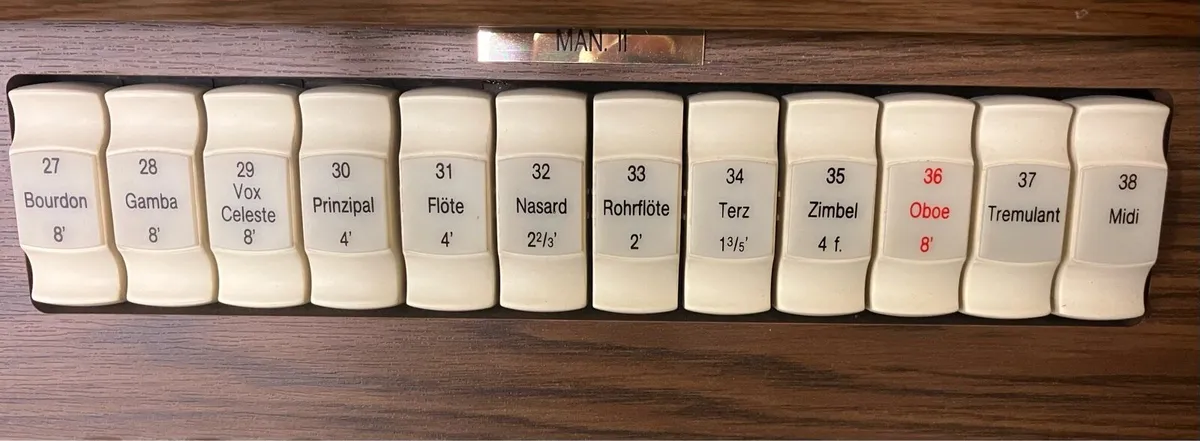 MAN. II
27
Bourdon
8'
28
Gamba
8'
29
Vox
Celeste
8'
30
Prinzipal
4'
31
Flöte
4'
32
Nasard
2 2/3'
33
Rohrflöte
2'
34
Terz
1 3/5'
35
Zimbel
4 f.
36
Oboe
8'
37
Tremulant
38
Midi